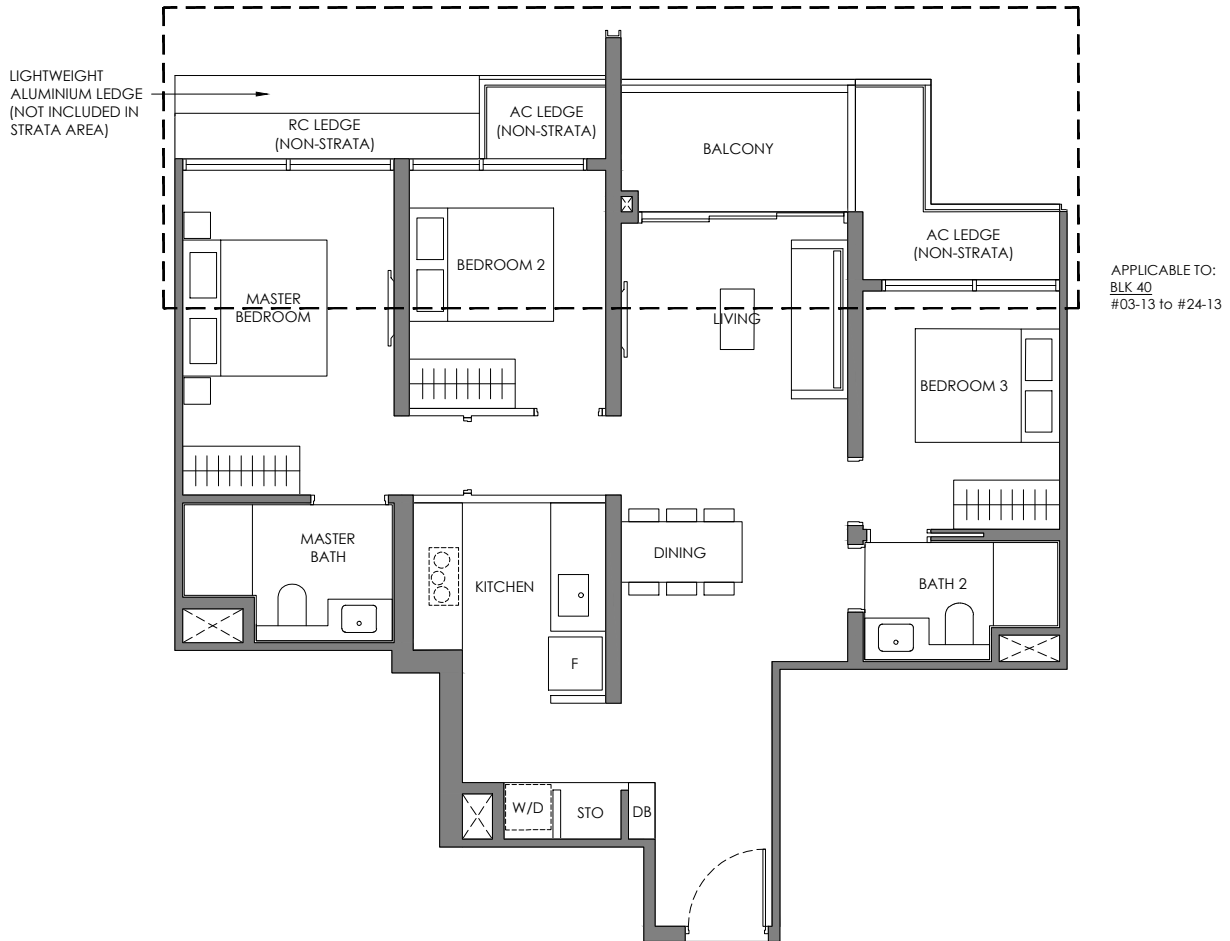 LIGHTWEIGHT
ALUMINIUM LEDGE
(NOT INCLUDED IN
STRATA AREA)
RC LEDGE
(NON-STRATA)
AC LEDGE
(NON-STRATA)
BALCONY
AC LEDGE
(NON-STRATA)
APPLICABLE TO:
BLK 40
#03-13 to #24-13
MASTER
BEDROOM
BEDROOM 2
LIVING
BEDROOM 3
MASTER
BATH
KITCHEN
DINING
BATH 2
F
W/D
STO
DB